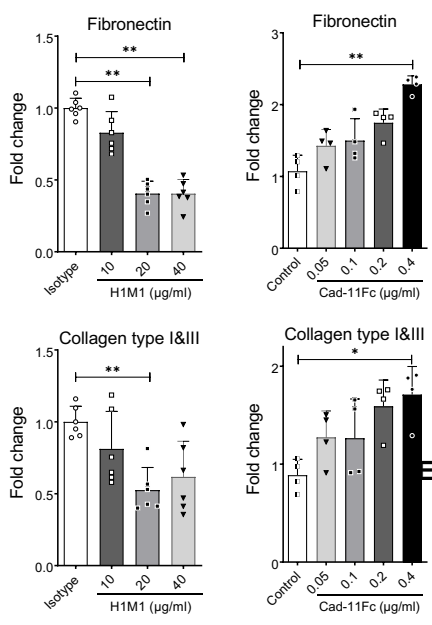 Fibronectin
1.5
1.0
0.5
0.0
Fold change
**
**
Isotype
10
20
40
H1M1 (μg/ml)
Fibronectin
3
2
1
0
Fold change
**
Control
0.05
0.1
0.2
0.4
Cad-11Fc (μg/ml)
Collagen type I&III
1.5
1.0
0.5
0.0
Fold change
**
Isotype
10
20
40
H1M1 (μg/ml)
Collagen type I&III
2
1
0
Fold change
*
Control
0.05
0.1
0.2
0.4
Cad-11Fc (μg/ml)